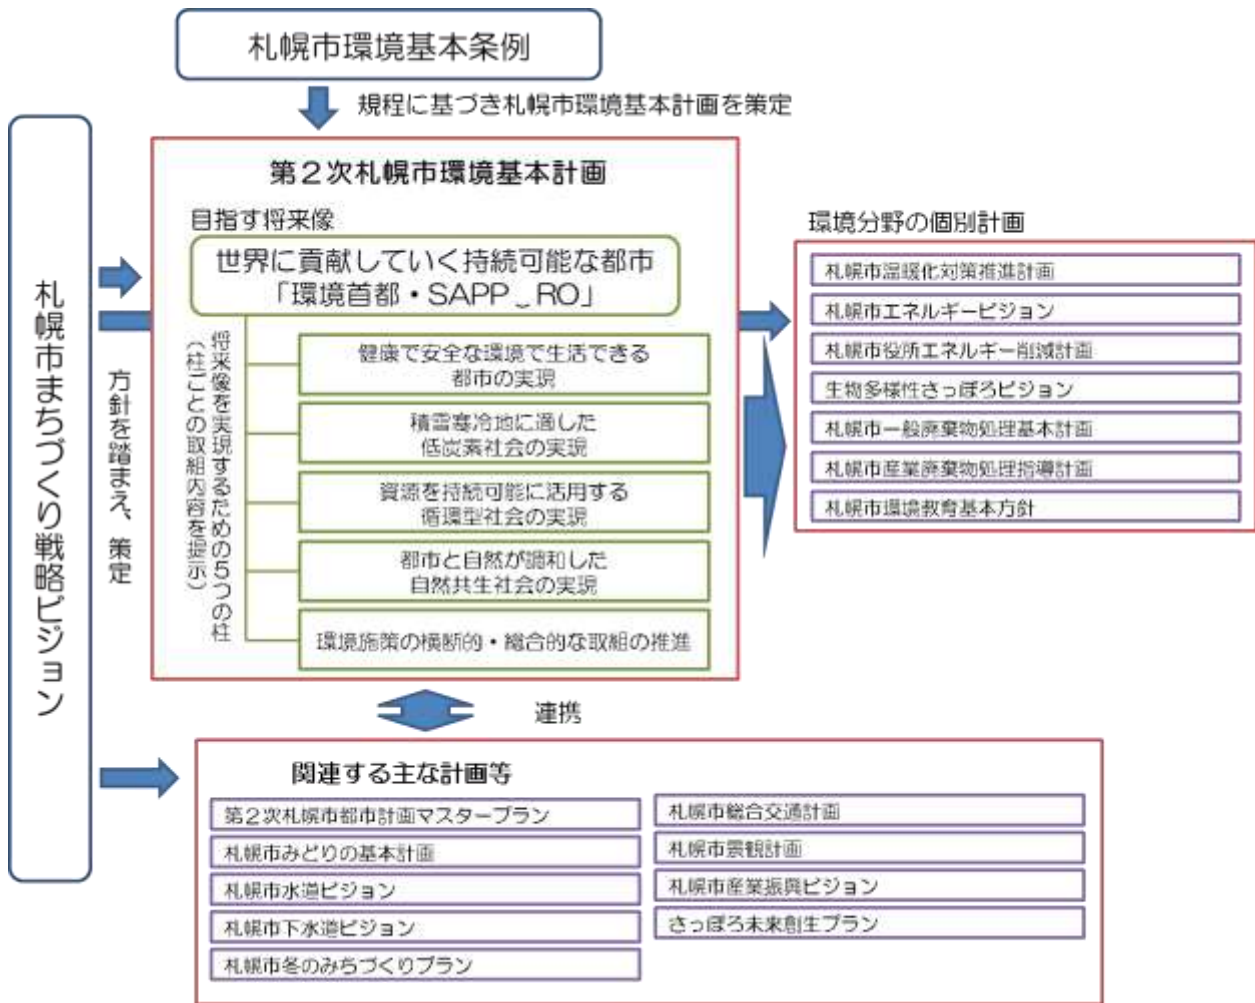 札幌市環境基本条例
規程に基づき札幌市環境基本計画を策定
札幌市まちづくり戦略ビジョン
方針を踏まえ、策定
第2次札幌市環境基本計画
目指す将来像
世界に貢献していく持続可能な都市
「環境首都・SAPP‿RO」
将来像を実現するための5つの柱
(柱ごとの取組内容を提示)
健康で安全な環境で生活できる
都市の実現
積雪寒冷地に適した
低炭素社会の実現
資源を持続可能に活用する
循環型社会の実現
都市と自然が調和した
自然共生社会の実現
環境施策の横断的・総合的な取組の推進
環境分野の個別計画
札幌市温暖化対策推進計画
札幌市エネルギービジョン
札幌市役所エネルギー削減計画
生物多様性さっぽろビジョン
札幌市一般廃棄物処理基本計画
札幌市産業廃棄物処理指導計画
札幌市環境教育基本方針
連携
関連する主な計画等
第2次札幌市都市計画マスタープラン
札幌市みどりの基本計画
札幌市水道ビジョン
札幌市下水道ビジョン
札幌市冬のみちづくりプラン
札幌市総合交通計画
札幌市景観計画
札幌市産業振興ビジョン
さっぽろ未来創生プラン